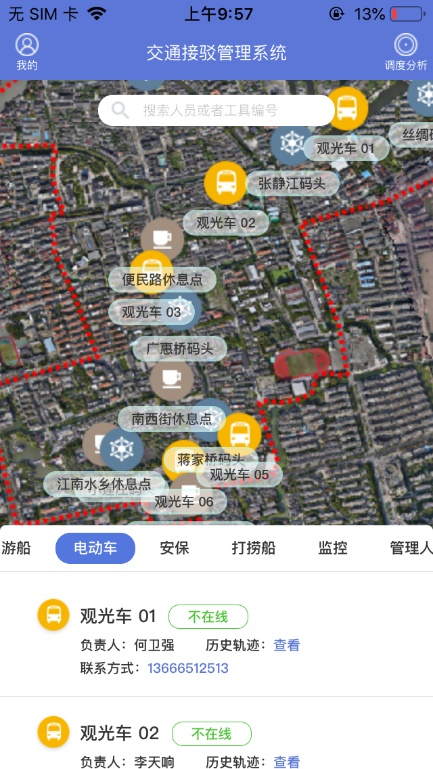 无 SIM 卡 上午9:57 13%
交通接驳管理系统
我的 调度分析
搜索人员或者工具编号
丝绸
观光车 01
张静江码头
观光车 02
便民路休息点
观光车 03
广惠桥码头
南西街休息点
蒋家桥码头
观光车 05
江南水乡休息点
观光车 06
游船 电动车 安保 打捞船 监控 管理人
观光车 01 不在线
负责人: 何卫强 历史轨迹: 查看
联系方式: 13666512513
观光车 02 不在线
负责人: 李天响 历史轨迹: 查看